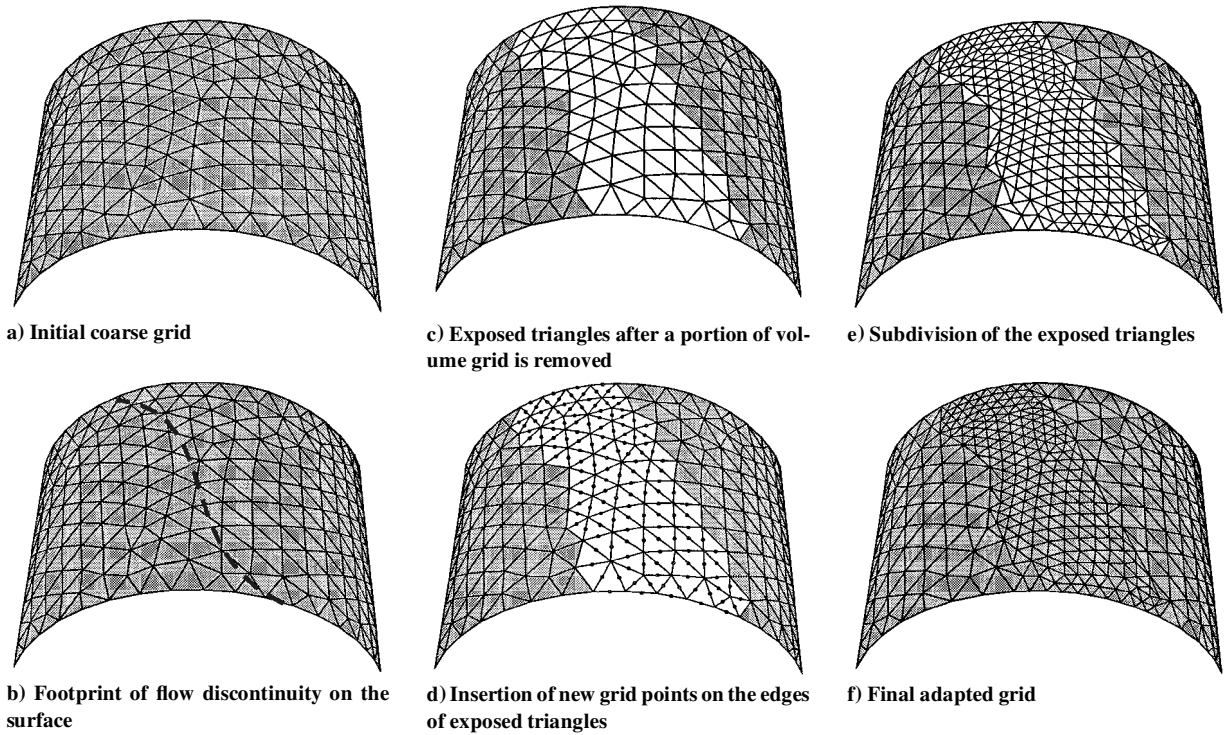 a) Initial coarse grid
c) Exposed triangles after a portion of vol-
ume grid is removed
e) Subdivision of the exposed triangles
b) Footprint of flow discontinuity on the
surface
d) Insertion of new grid points on the edges
of exposed triangles
f) Final adapted grid